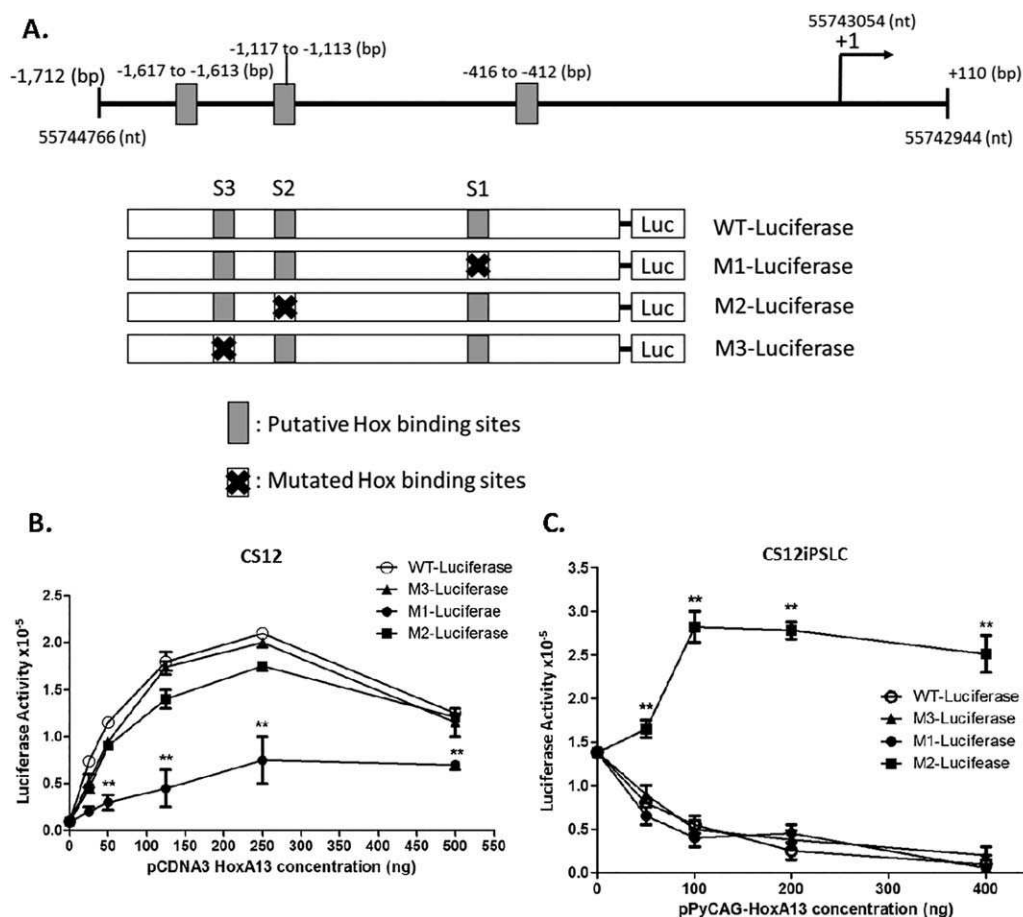 A.
55743054 (nt)
+1
-1,117 to -1,113 (bp)
-1,712 (bp)
-1,617 to -1,613 (bp)
-416 to -412 (bp)
+110 (bp)
55744766 (nt)
55742944 (nt)
S3 S2 S1
Luc WT-Luciferase
Luc M1-Luciferase
Luc M2-Luciferase
Luc M3-Luciferase
: Putative Hox binding sites
: Mutated Hox binding sites
B.
CS12
WT-Luciferase
M3-Luciferase
M1-Luciferae
M2-Luciferase
Luciferase Activity x10-5
2.5
2.0
1.5
1.0
0.5
0.0
** ** ** **
0 50 100 150 200 250 300 350 400 450 500 550
pCDNA3 HoxA13 concentration (ng)
C.
CS12iPSLC
Luciferase Activity x10-5
3.5
3.0
2.5
2.0
1.5
1.0
0.5
0.0
** ** ** **
WT-Luciferase
M3-Luciferase
M1-Luciferase
M2-Lucifease
0 100 200 300 400
pPyCAG-HoxA13 concentration (ng)